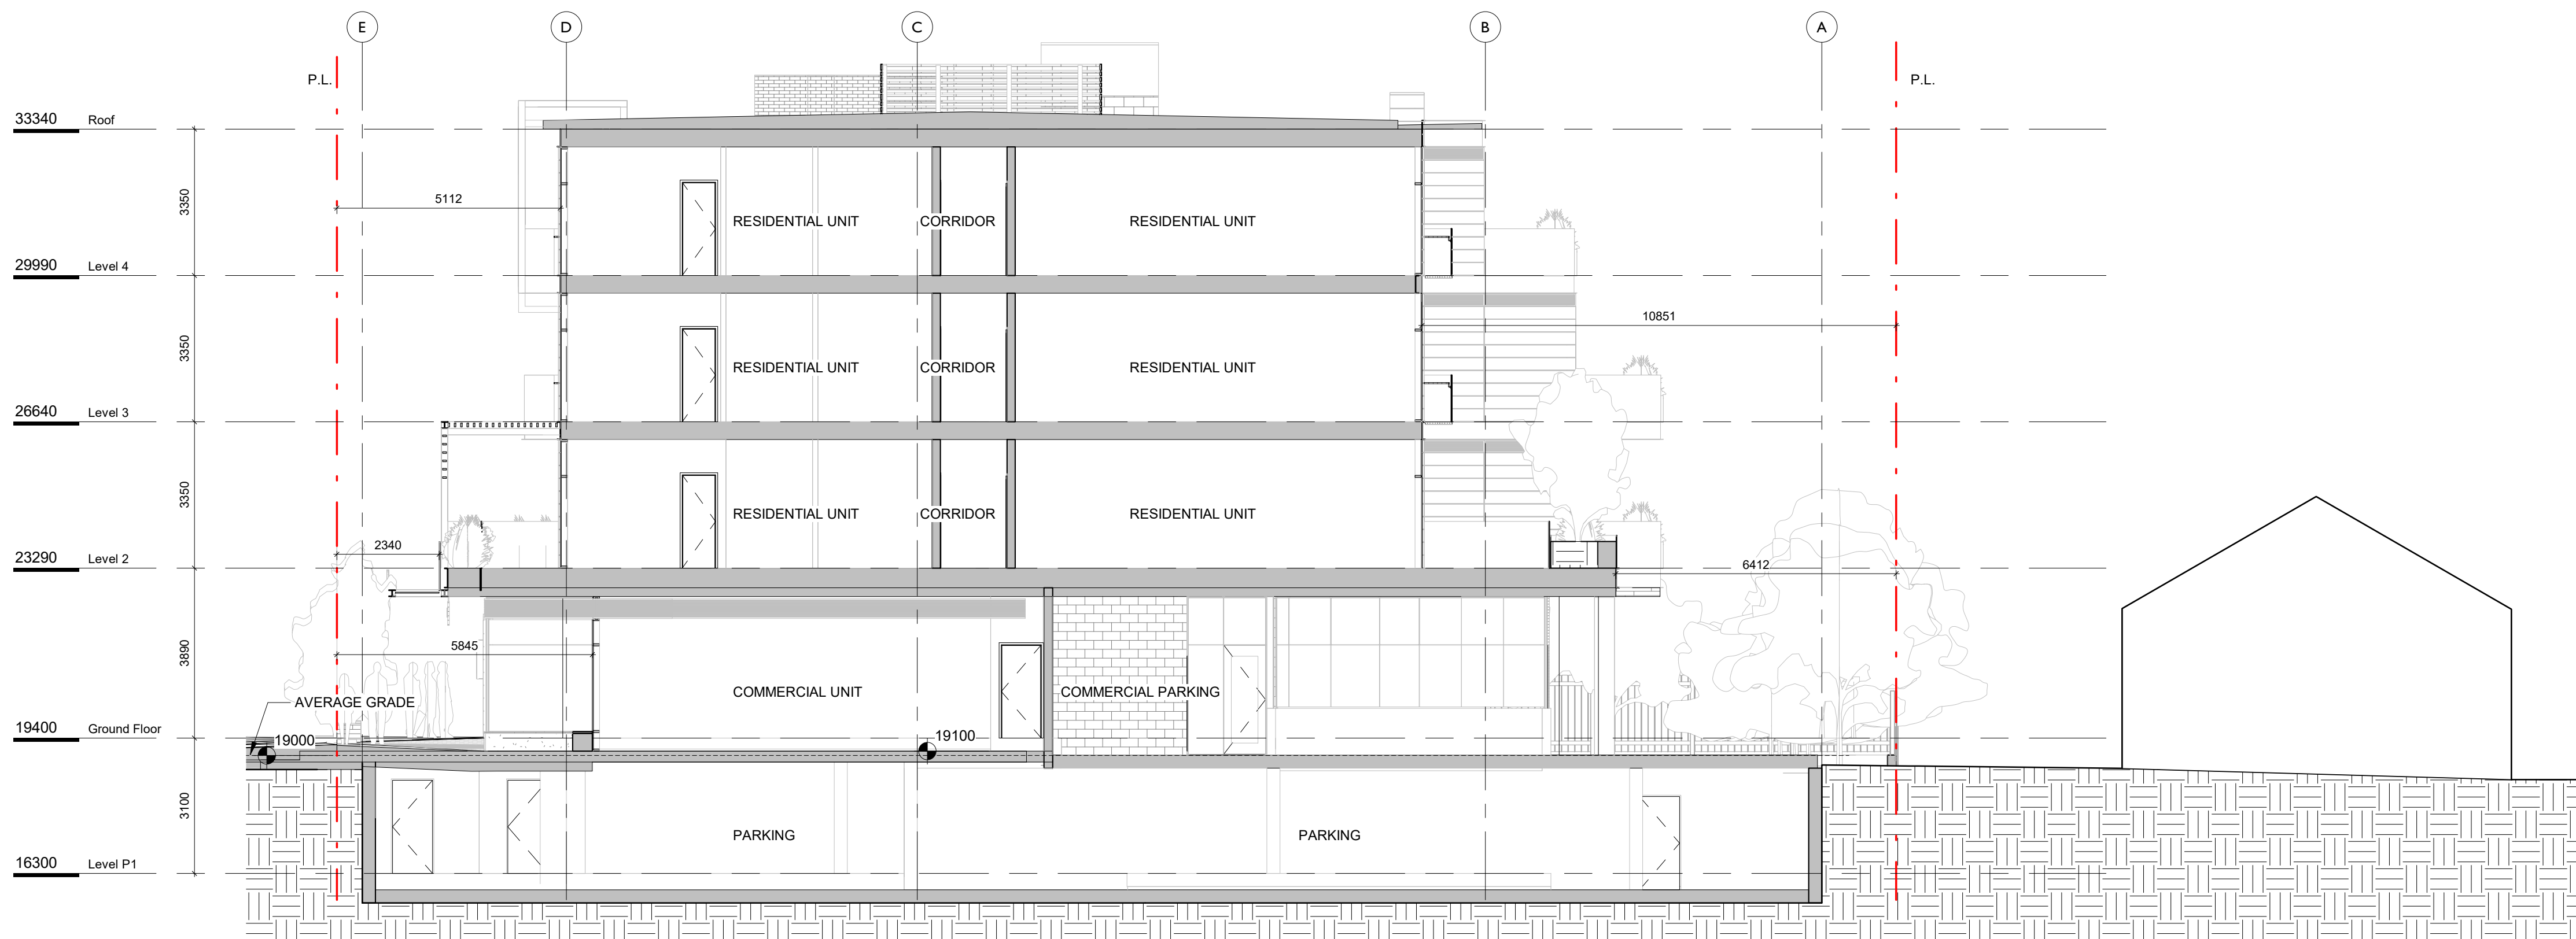 E
D
C
B
A
P.L.
P.L.
33340 Roof
3350
5112
RESIDENTIAL UNIT
CORRIDOR
RESIDENTIAL UNIT
29990 Level 4
10851
3350
RESIDENTIAL UNIT
CORRIDOR
RESIDENTIAL UNIT
26640 Level 3
3350
RESIDENTIAL UNIT
CORRIDOR
RESIDENTIAL UNIT
2340
23290 Level 2
6412
3890
5845
COMMERCIAL UNIT
COMMERCIAL PARKING
AVERAGE GRADE
19400 Ground Floor
19000
19100
3100
PARKING
PARKING
16300 Level P1